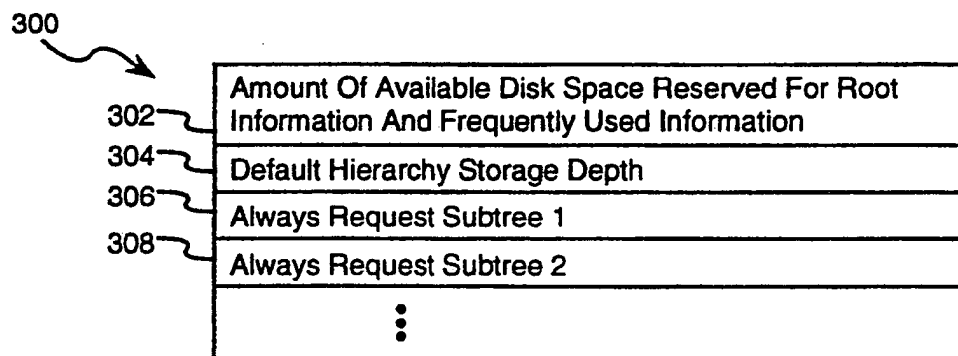 300
302
Amount Of Available Disk Space Reserved For Root
Information And Frequently Used Information
304
Default Hierarchy Storage Depth
306
Always Request Subtree 1
308
Always Request Subtree 2